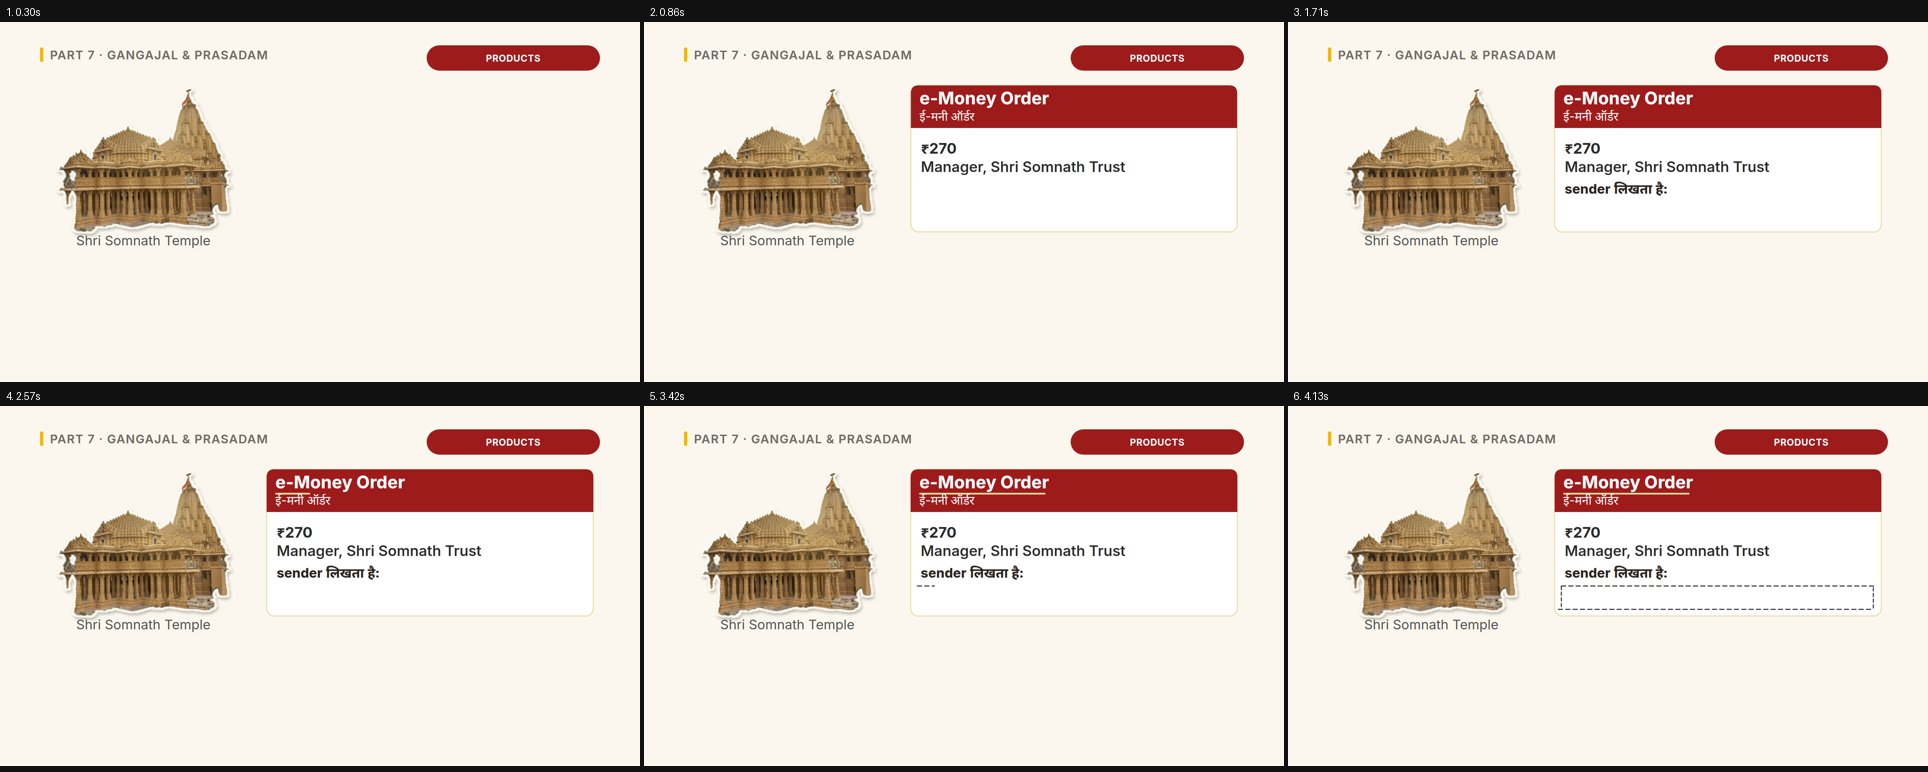 1. 0.30s
PART 7 · GANGAJAL & PRASADAM
PRODUCTS
Shri Somnath Temple
2. 0.86s
PART 7 · GANGAJAL & PRASADAM
PRODUCTS
e-Money Order
ई-मनी ऑर्डर
₹270
Manager, Shri Somnath Trust
Shri Somnath Temple
3. 1.71s
PART 7 · GANGAJAL & PRASADAM
PRODUCTS
e-Money Order
ई-मनी ऑर्डर
₹270
Manager, Shri Somnath Trust
sender लिखता है:
Shri Somnath Temple
4. 2.57s
PART 7 · GANGAJAL & PRASADAM
PRODUCTS
e-Money Order
ई-मनी ऑर्डर
₹270
Manager, Shri Somnath Trust
sender लिखता है:
Shri Somnath Temple
5. 3.42s
PART 7 · GANGAJAL & PRASADAM
PRODUCTS
e-Money Order
ई-मनी ऑर्डर
₹270
Manager, Shri Somnath Trust
sender लिखता है:
Shri Somnath Temple
6. 4.13s
PART 7 · GANGAJAL & PRASADAM
PRODUCTS
e-Money Order
ई-मनी ऑर्डर
₹270
Manager, Shri Somnath Trust
sender लिखता है:
Shri Somnath Temple